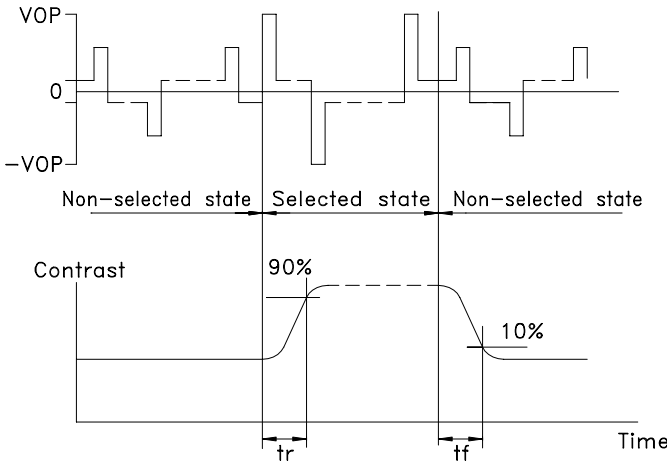 VOP
0
-VOP
Non-selected state
Selected state
Non-selected state
Contrast
90%
10%
Time
tr
tf